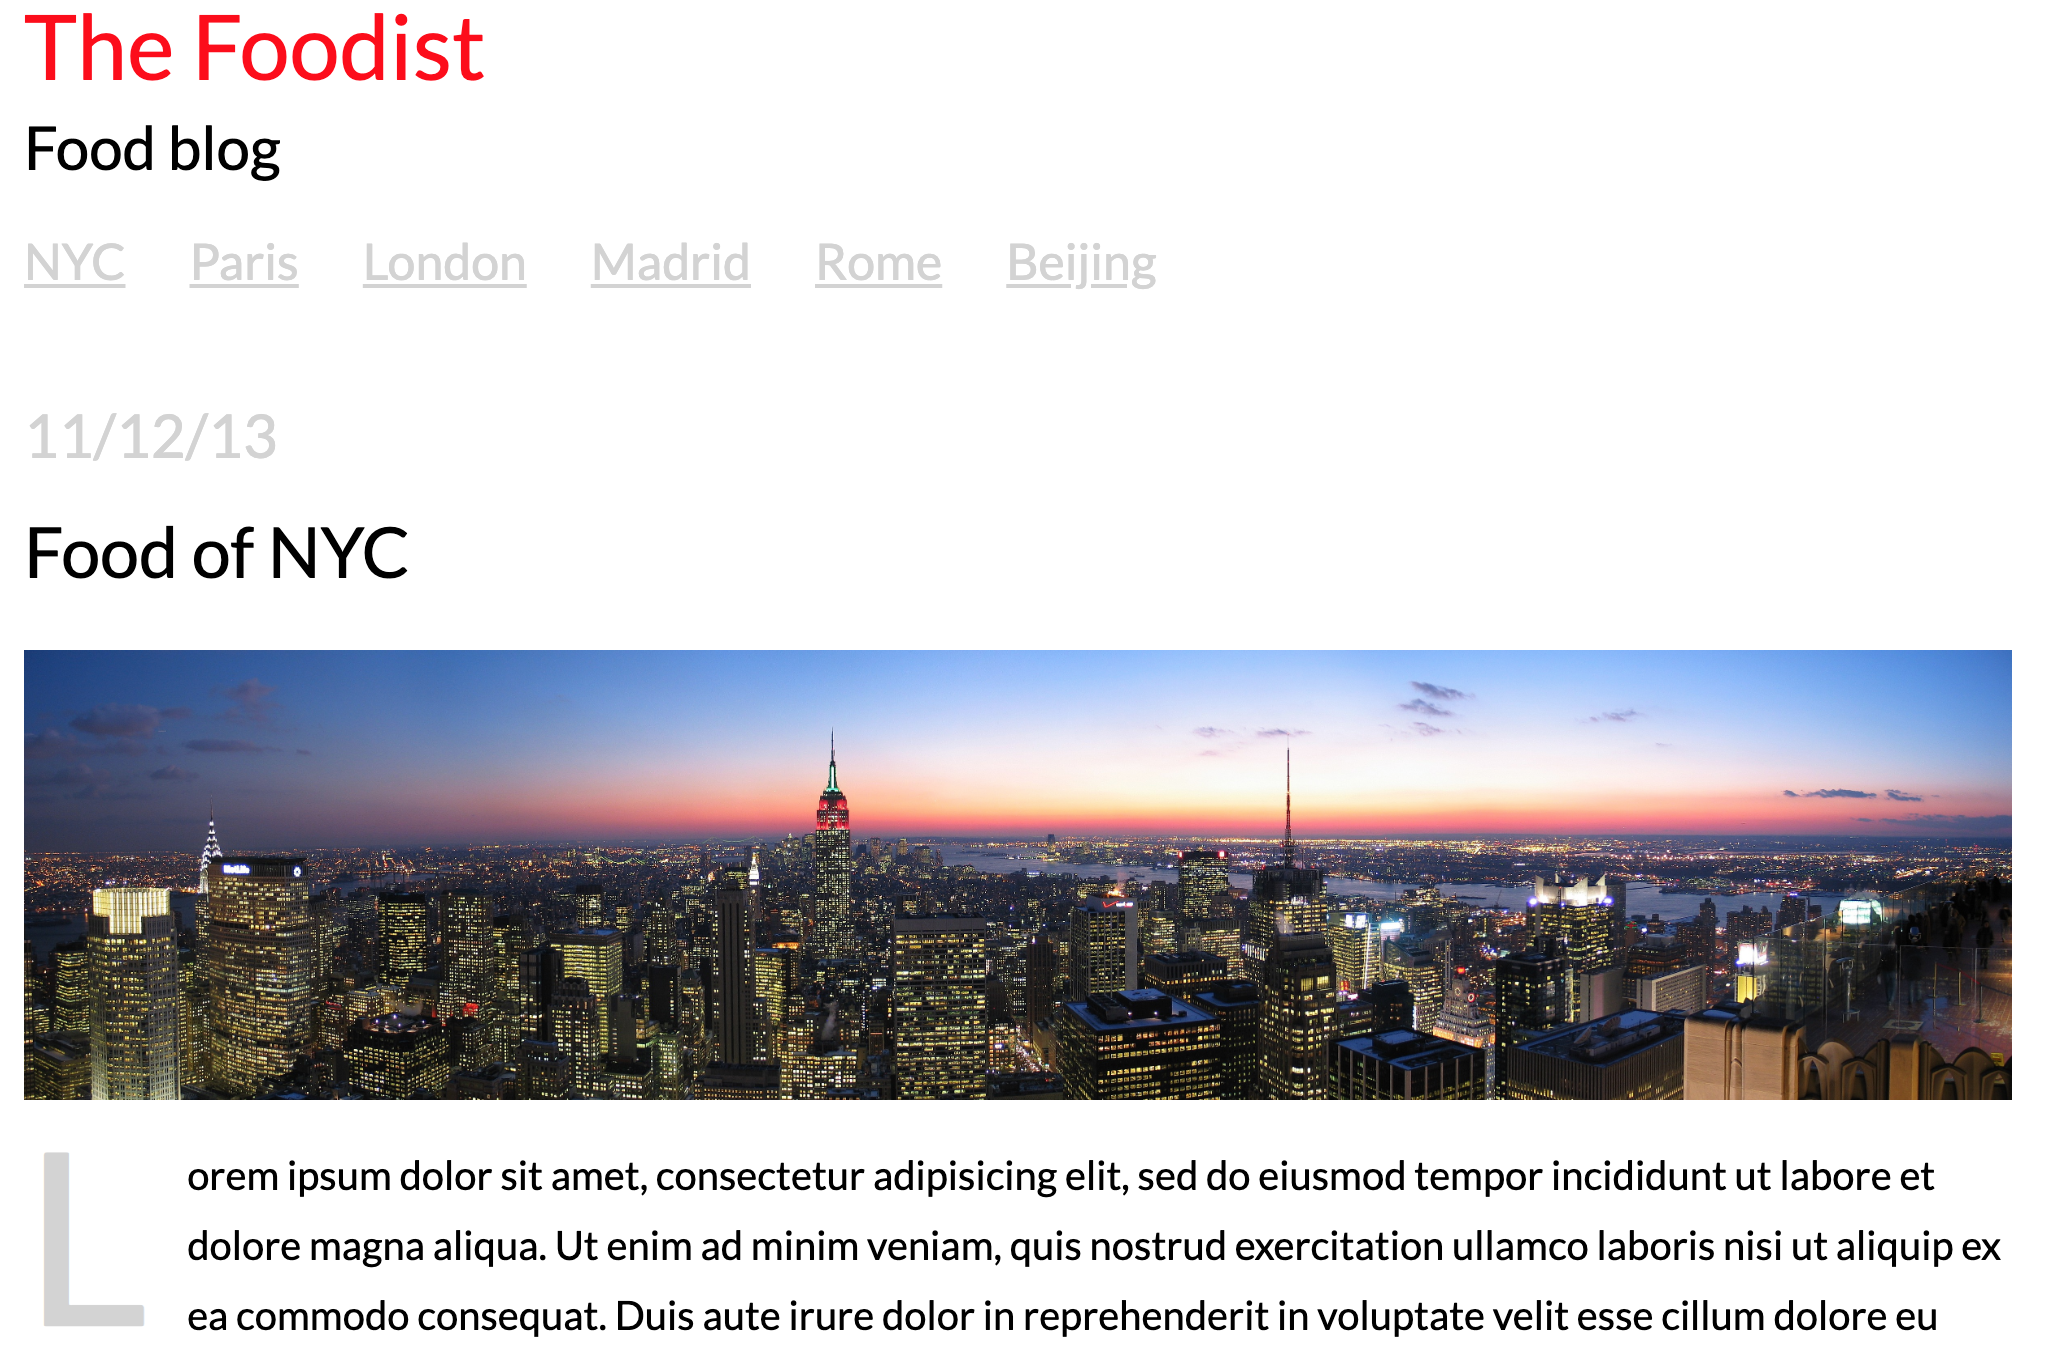 The Foodist
Food blog
NYC Paris London Madrid Rome Beijing
11/12/13
Food of NYC
MetLife
Lorem ipsum dolor sit amet, consectetur adipisicing elit, sed do eiusmod tempor incididunt ut labore et
dolore magna aliqua. Ut enim ad minim veniam, quis nostrud exercitation ullamco laboris nisi ut aliquip ex
ea commodo consequat. Duis aute irure dolor in reprehenderit in voluptate velit esse cillum dolore eu